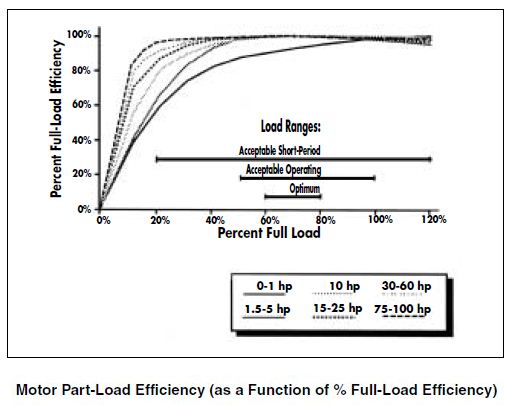 Percent Full-Load Efficiency
100%
80%
60%
40%
20%
0%
Load Ranges:
Acceptable Short-Period
Acceptable Operating
Optimum
0% 20% 40% 60% 80% 100% 120%
Percent Full Load
0-1 hp 10 hp 30-60 hp
1.5-5 hp 15-25 hp 75-100 hp
Motor Part-Load Efficiency (as a Function of % Full-Load Efficiency)